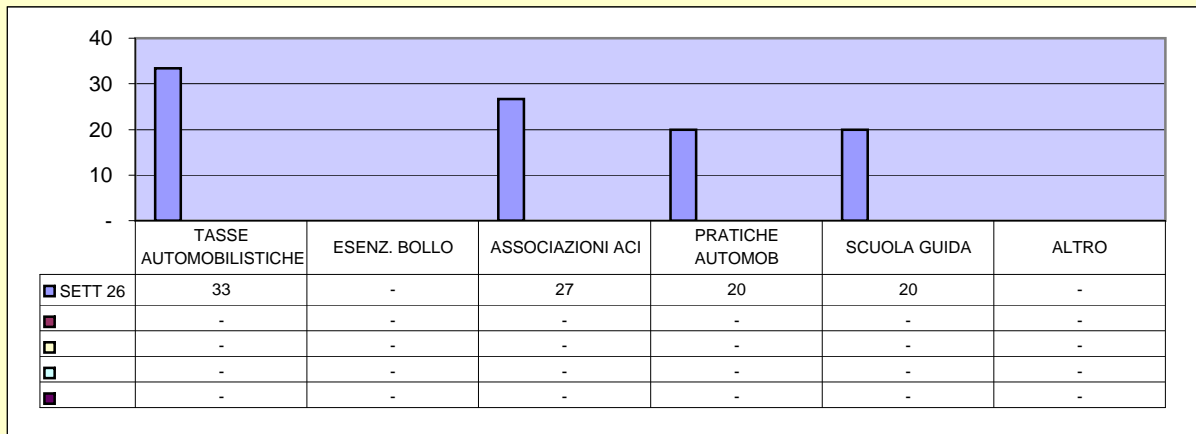 40
30
20
10
-
TASSE AUTOMOBILISTICHE ESENZ. BOLLO ASSOCIAZIONI ACI PRATICHE AUTOMOB SCUOLA GUIDA ALTRO
SETT 26 33 - 27 20 20 -
- - - - - -
- - - - - -
- - - - - -
- - - - - -